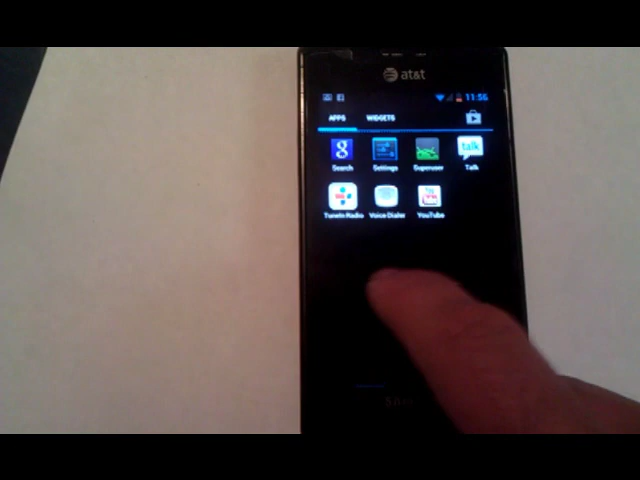 at&t
11:56
APPS WIDGETS
g talk
Search Settings Superuser Talk
TuneIn Radio Voice Dialer YouTube